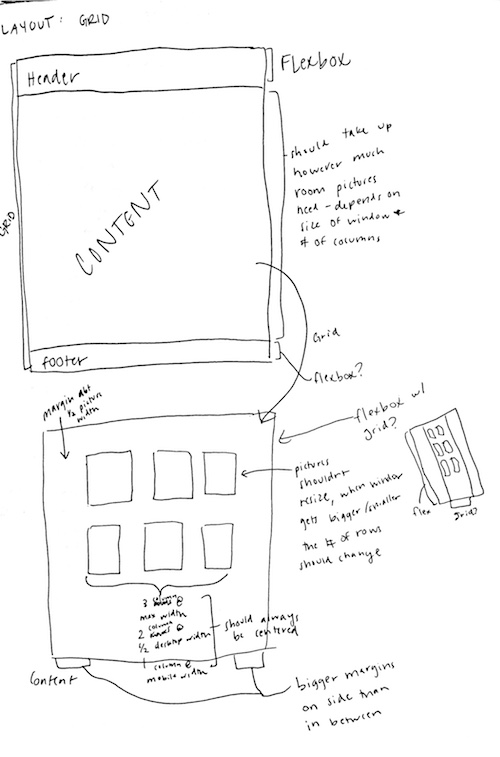 LAYOUT: GRID
Header
Flexbox
GRID
CONTENT
should take up
however much
room pictures
need - depends on
size of window +
# of columns
Grid
footer
flexbox?
margin abt
1/2 picture
width
flexbox w/
grid?
pictures
shouldnt
resize, when window
gets bigger/smaller
the # of rows
should change
flex
grid?
3 column @
max width
2 column @
1/2 desktop width
1 column @
mobile width
should always
be centered
Content
bigger margins
on side than
in between